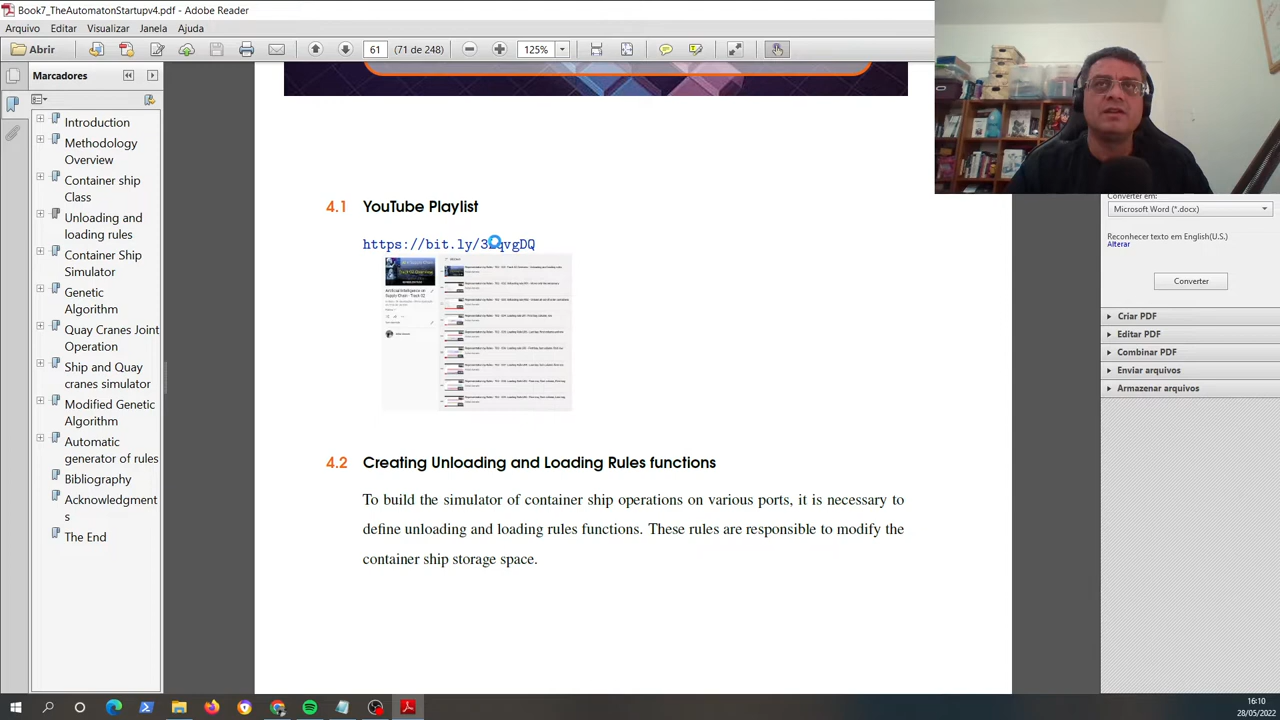 Book7_TheAutomatonStartupv4.pdf - Adobe Reader
Arquivo Editar Visualizar Janela Ajuda
Abrir
61
(71 de 248)
125%
Marcadores
Introduction
Methodology
Overview
Container ship
Class
Unloading and
loading rules
Container Ship
Simulator
Genetic
Algorithm
Quay Cranes Joint
Operation
Ship and Quay
cranes simulator
Modified Genetic
Algorithm
Automatic
generator of rules
Bibliography
Acknowledgment
s
The End
4.1 YouTube Playlist
https://bit.ly/3LqvgDQ
4.2 Creating Unloading and Loading Rules functions
To build the simulator of container ship operations on various ports, it is necessary to
define unloading and loading rules functions. These rules are responsible to modify the
container ship storage space.
Converter em:
Microsoft Word (*.docx)
Reconhecer texto em English(U.S.)
Alterar
Converter
Criar PDF
Editar PDF
Combinar PDF
Enviar arquivos
Armazenar arquivos
16:10
28/05/2022